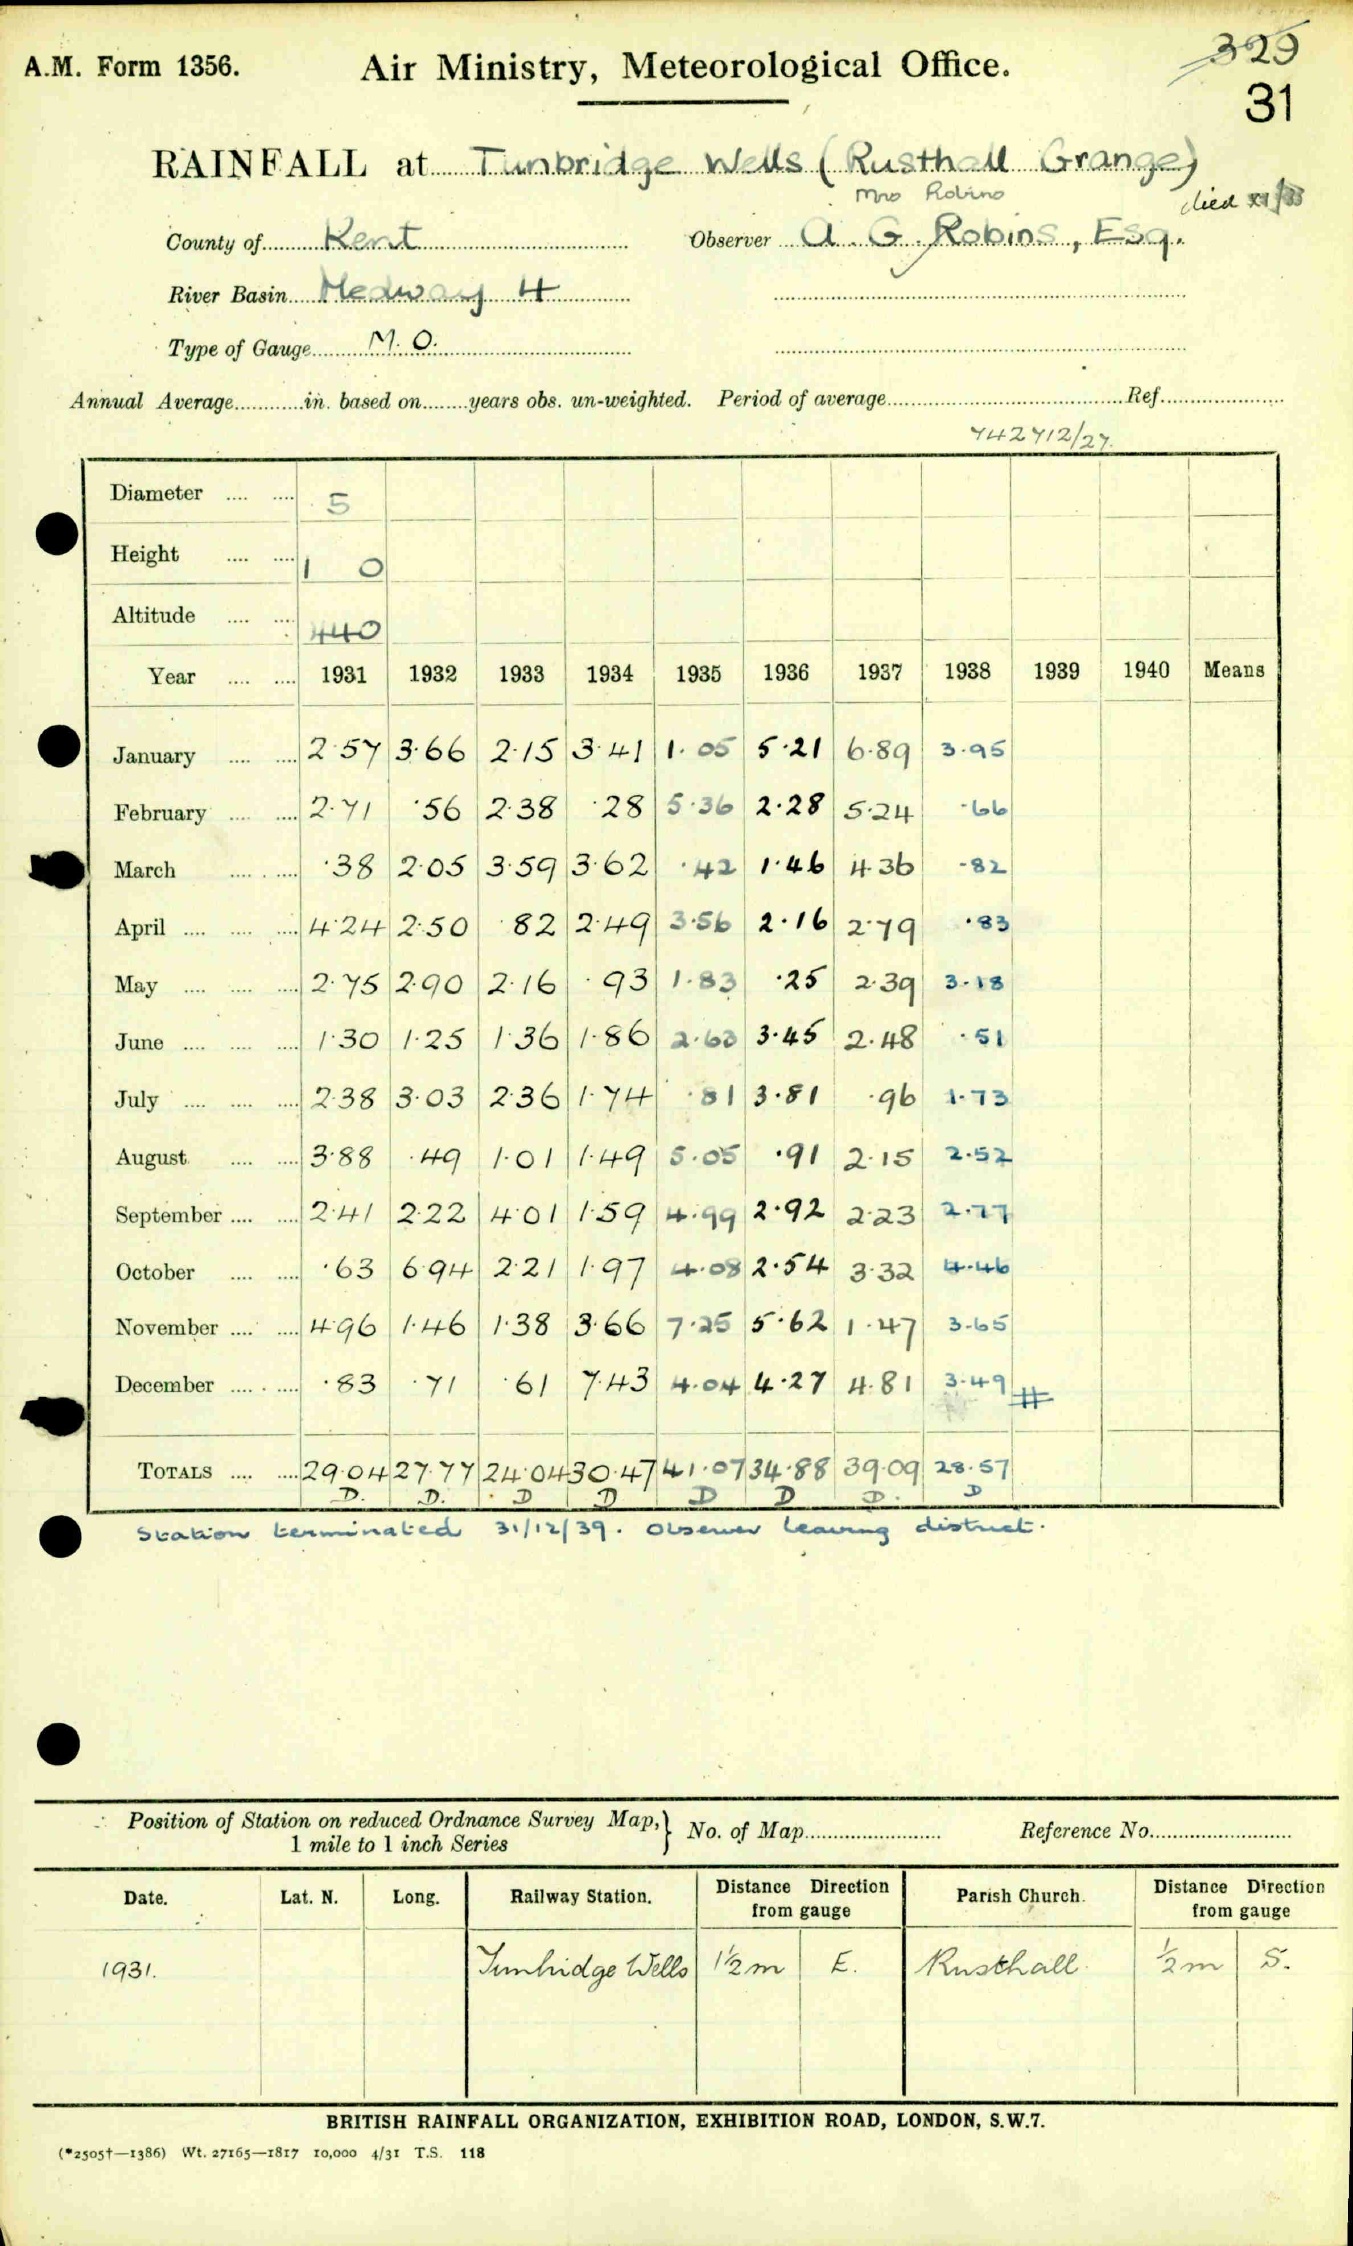 A.M. Form 1356.
Air Ministry, Meteorological Office.
329
31
RAINFALL at Tunbridge Wells (Rusthall Grange)
Mrs Robins
died
County of Kent
Observer A. G. Robins, Esq.
River Basin Medway 4
Type of Gauge M.O.
Annual Average............in. based on........years obs. un-weighted. Period of average............Ref............
742712/27.
Diameter .... .... 5
Height .... .... 1 0
Altitude .... .... 440
Year .... .... 1931 1932 1933 1934 1935 1936 1937 1938 1939 1940 Means
January .... .... 2.57 3.66 2.15 3.41 1.05 5.21 6.89 3.95
February .... .... 2.71 .56 2.38 .28 5.36 2.28 5.24 .66
March .... .... .38 2.05 3.59 3.62 .42 1.46 4.36 .82
April .... .... .... 4.24 2.50 .82 2.49 3.56 2.16 2.79 .83
May .... .... .... 2.75 2.90 2.16 .93 1.83 .25 2.39 3.18
June .... .... .... 1.30 1.25 1.36 1.86 2.63 3.45 2.48 .51
July .... .... .... 2.38 3.03 2.36 1.74 .81 3.81 .96 1.73
August .... .... 3.88 .49 1.01 1.49 5.05 .91 2.15 2.52
September .... .... 2.41 2.22 4.01 1.59 4.99 2.92 2.23 2.77
October .... .... .63 6.94 2.21 1.97 4.08 2.54 3.32 4.46
November .... .... 4.96 1.46 1.38 3.66 7.25 5.62 1.47 3.65
December .... .... .83 .71 .61 7.43 4.04 4.27 4.81 3.49 #
TOTALS .... .... 29.04 27.77 24.04 30.47 41.07 34.88 39.09 28.57
D. D. D D D D D. D
Station terminated 31/12/39. Observer leaving district.
Position of Station on reduced Ordnance Survey Map, } No. of Map............ Reference No............
1 mile to 1 inch Series
Date. Lat. N. Long. Railway Station. Distance Direction from gauge Parish Church. Distance Direction from gauge
1931. Tunbridge Wells 1½ m E. Rusthall ½ m S.
BRITISH RAINFALL ORGANIZATION, EXHIBITION ROAD, LONDON, S.W.7.
(*2505†—1386) Wt. 27165—1817 10,000 4/31 T.S. 118